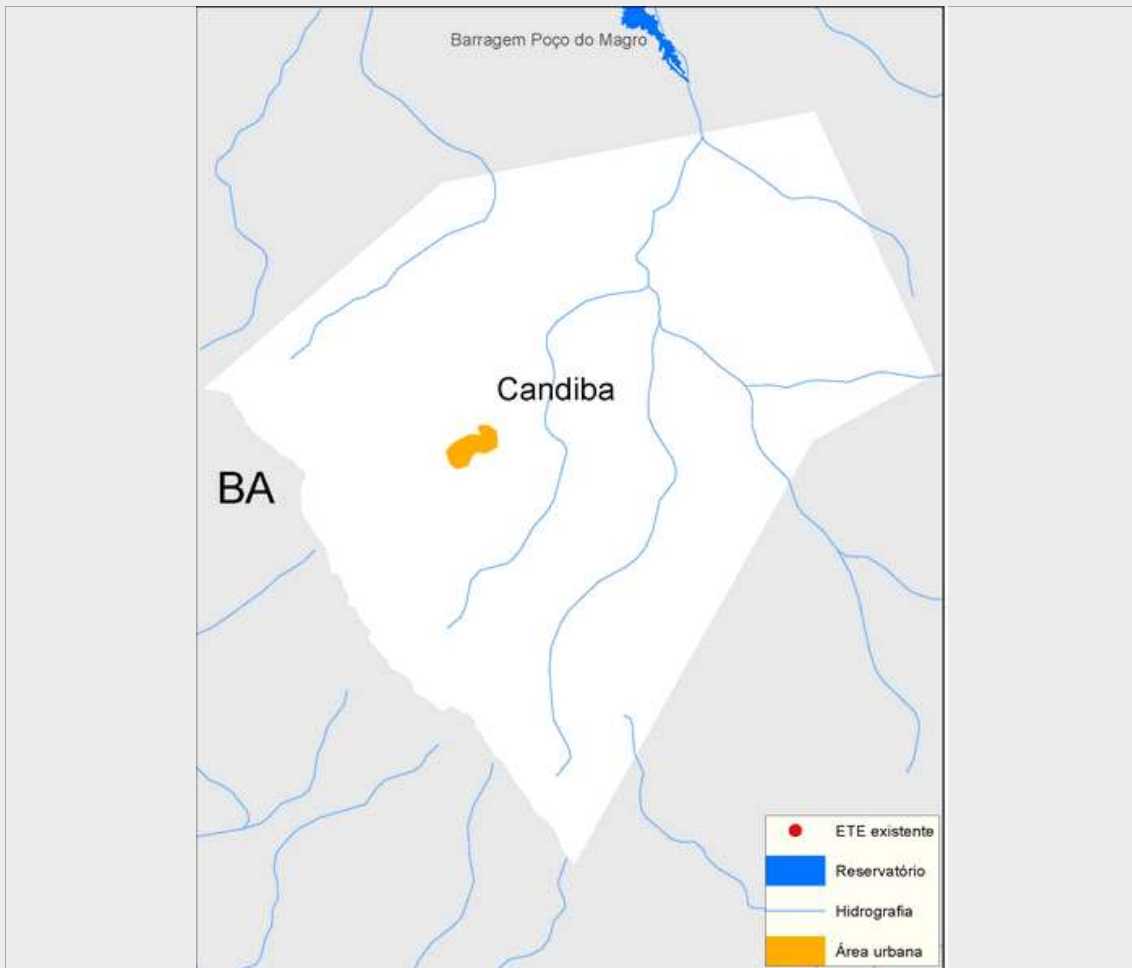 Barragem Poço do Magro
Candiba
BA
ETE existente
Reservatório
Hidrografia
Área urbana